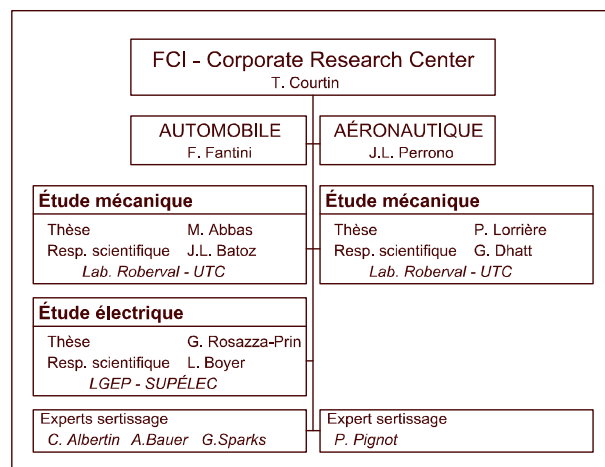 FCI - Corporate Research Center
T. Courtin
AUTOMOBILE
F. Fantini
AÉRONAUTIQUE
J.L. Perrono
Étude mécanique
Thèse M. Abbas
Resp. scientifique J.L. Batoz
Lab. Roberval - UTC
Étude mécanique
Thèse P. Lorrière
Resp. scientifique G. Dhatt
Lab. Roberval - UTC
Étude électrique
Thèse G. Rosazza-Prin
Resp. scientifique L. Boyer
LGEP - SUPÉLEC
Experts sertissage
C. Albertin A.Bauer G.Sparks
Expert sertissage
P. Pignot